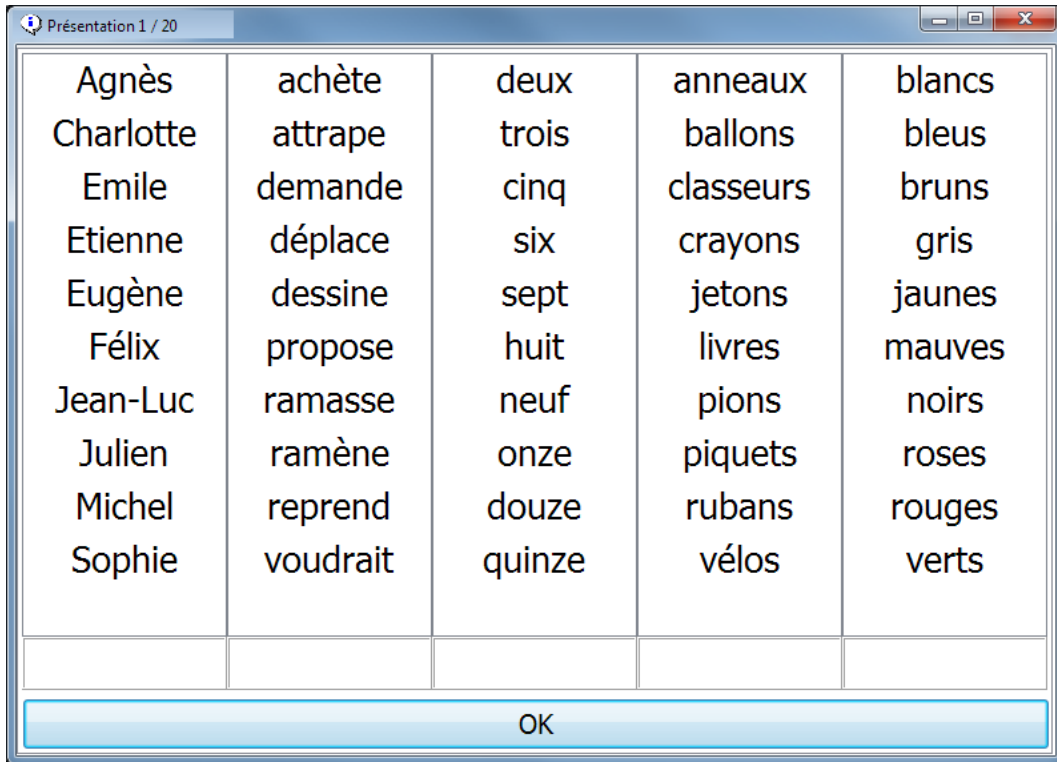 Présentation 1 / 20
Agnès achète deux anneaux blancs
Charlotte attrape trois ballons bleus
Emile demande cinq classeurs bruns
Etienne déplace six crayons gris
Eugène dessine sept jetons jaunes
Félix propose huit livres mauves
Jean-Luc ramasse neuf pions noirs
Julien ramène onze piquets roses
Michel reprend douze rubans rouges
Sophie voudrait quinze vélos verts
OK